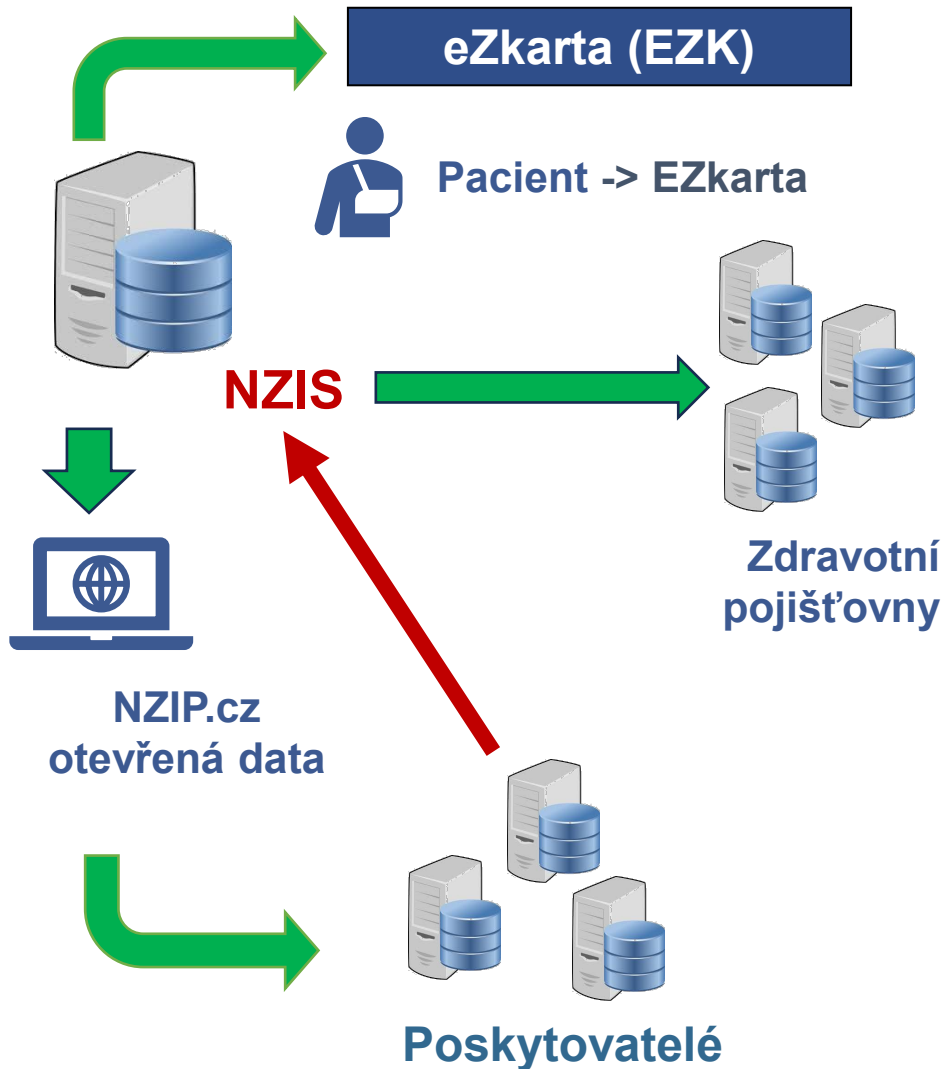 eZkarta (EZK)
Pacient -> EZkarta
NZIS
Zdravotní
pojišťovny
NZIP.cz
otevřená data
Poskytovatelé